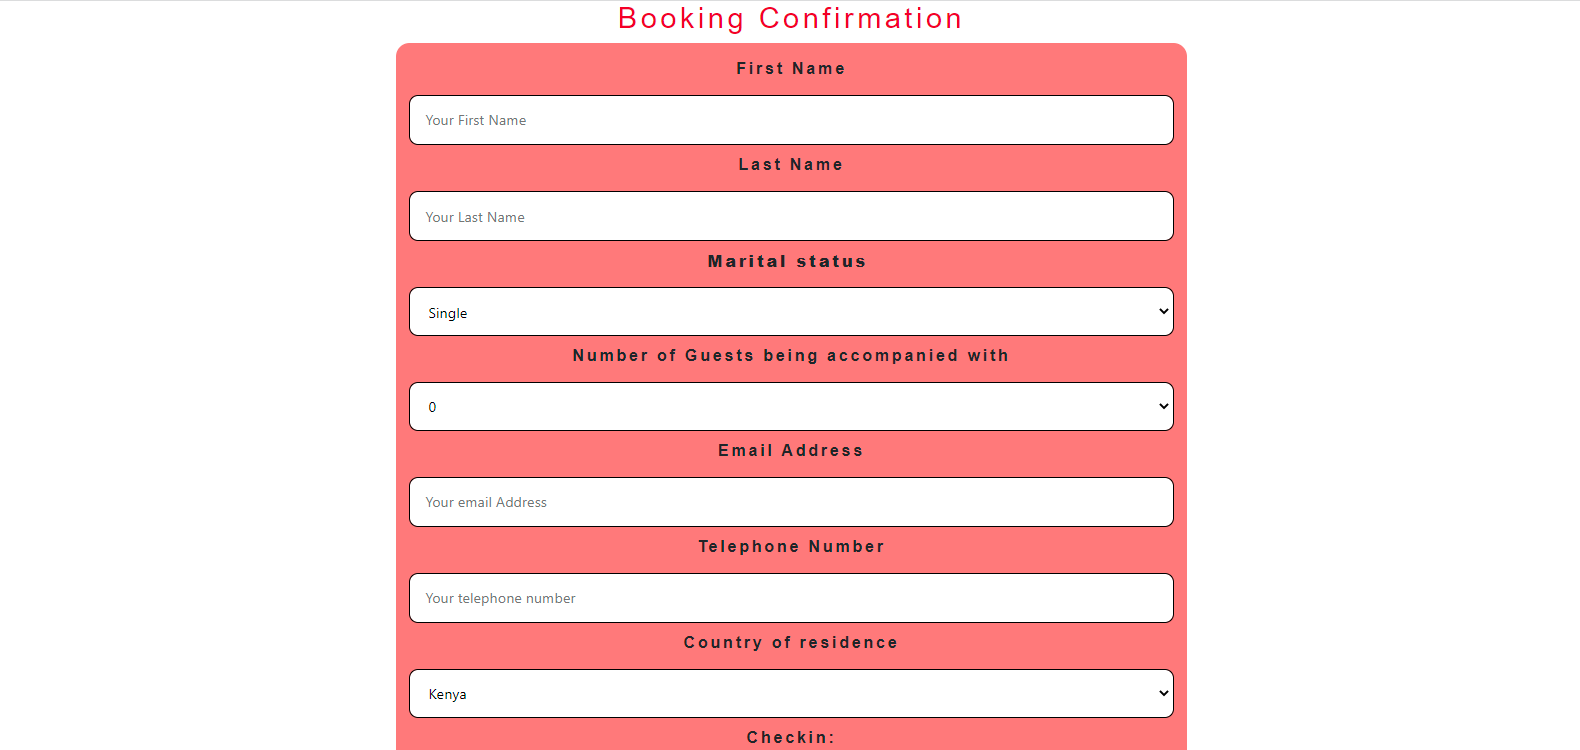 Booking Confirmation
First Name
Your First Name
Last Name
Your Last Name
Marital status
Single
Number of Guests being accompanied with
0
Email Address
Your email Address
Telephone Number
Your telephone number
Country of residence
Kenya
Checkin: